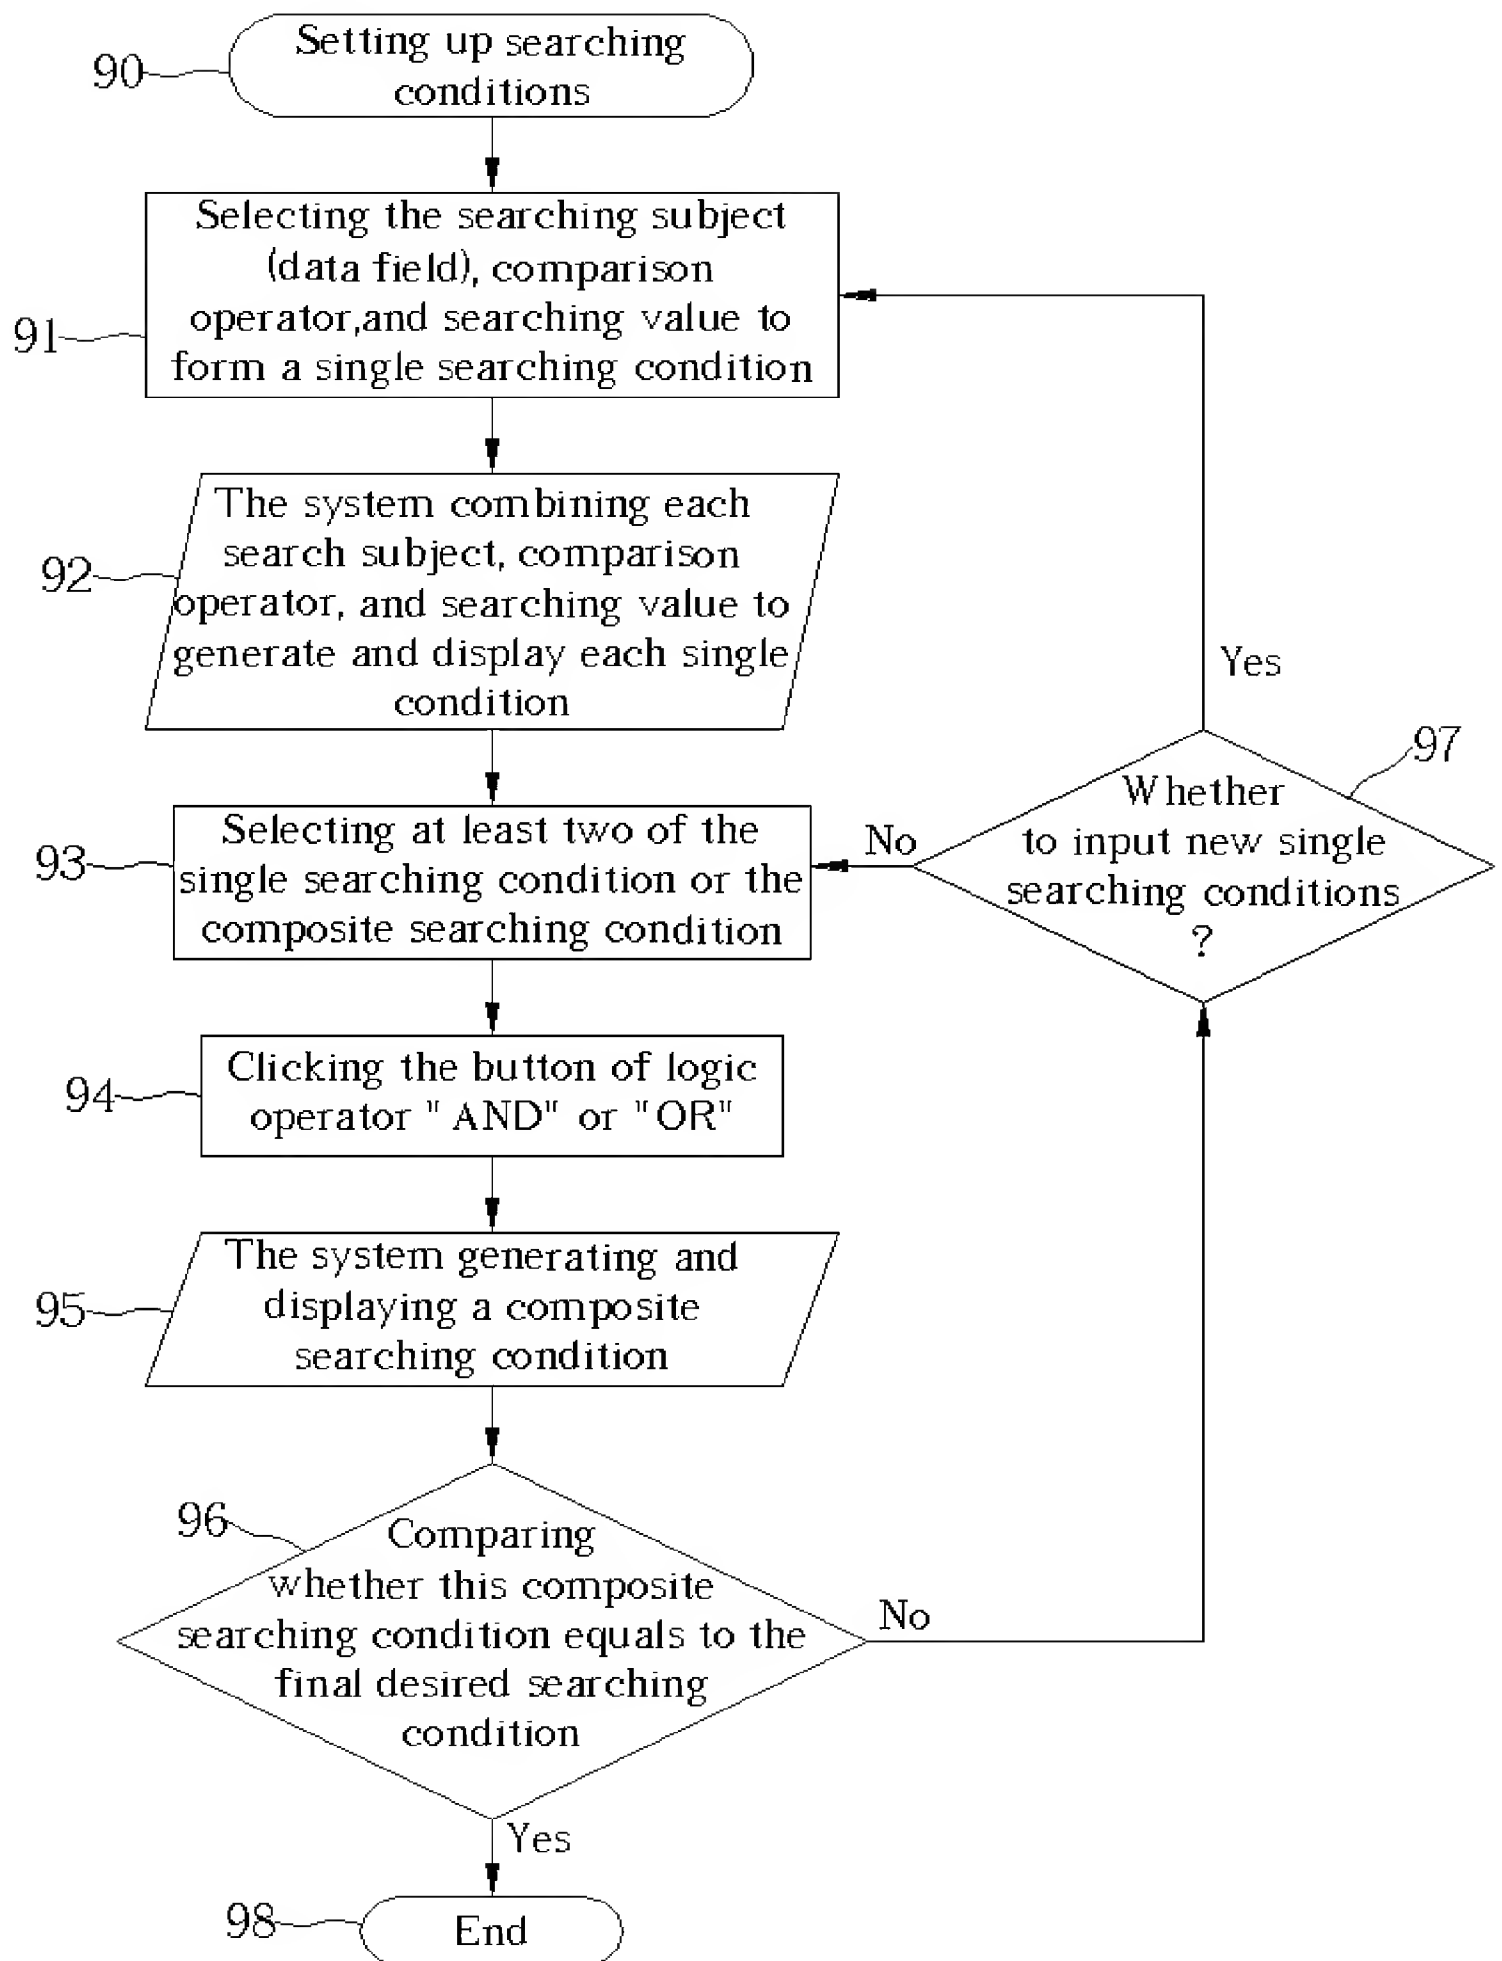 90
Setting up searching
conditions
91
Selecting the searching subject
(data field), comparison
operator,and searching value to
form a single searching condition
92
The system combining each
search subject, comparison
operator, and searching value to
generate and display each single
condition
Yes
97
Whether
to input new single
searching conditions
?
No
93
Selecting at least two of the
single searching condition or the
composite searching condition
94
Clicking the button of logic
operator "AND" or "OR"
95
The system generating and
displaying a composite
searching condition
96
Comparing
whether this composite
searching condition equals to the
final desired searching
condition
No
Yes
98
End